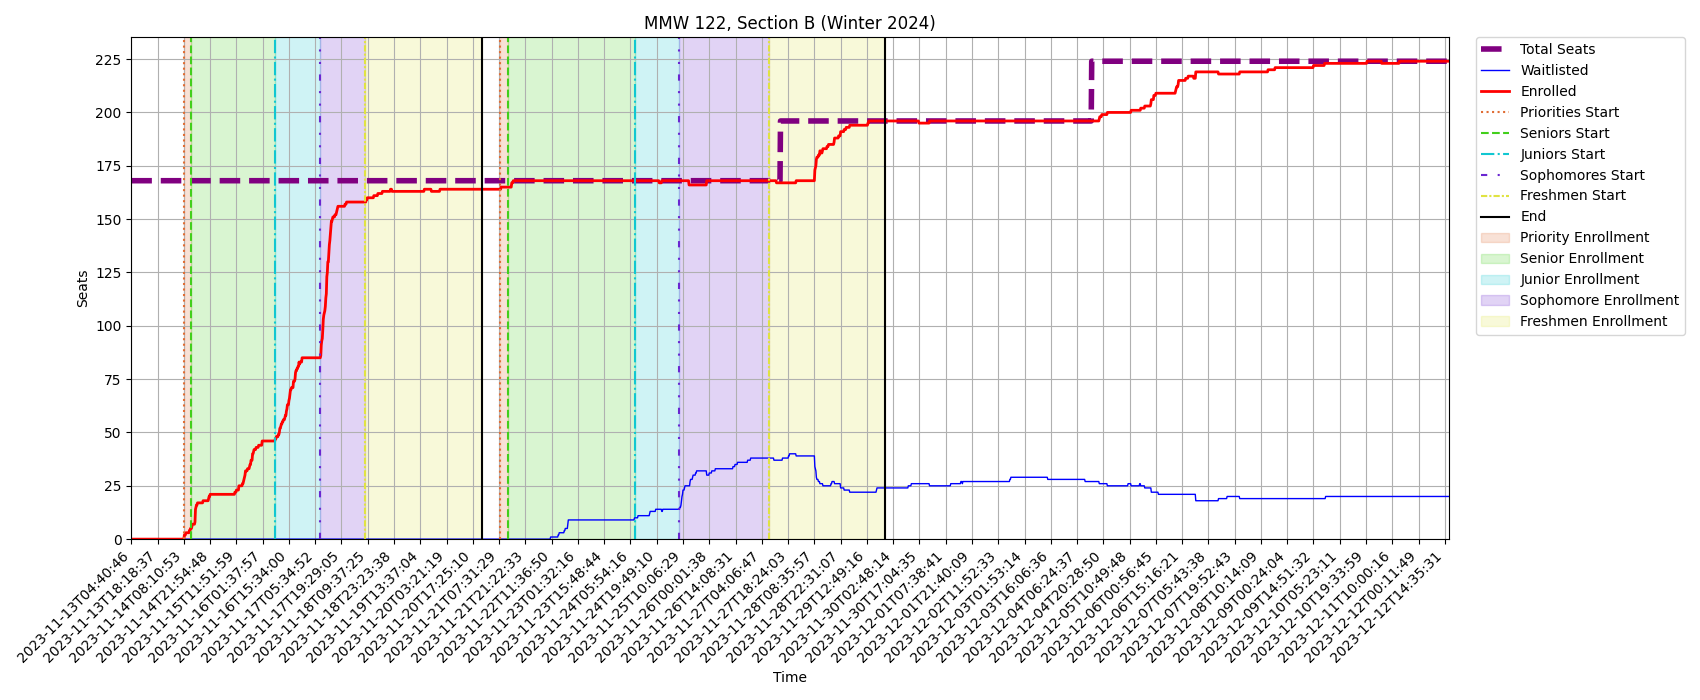 MMW 122, Section B (Winter 2024)
Seats
225
200
175
150
125
100
75
50
25
0
2023-11-13T04:40:46
2023-11-13T18:18:37
2023-11-14T08:10:53
2023-11-14T21:54:48
2023-11-15T11:51:59
2023-11-16T01:37:57
2023-11-16T15:34:00
2023-11-17T05:34:52
2023-11-17T19:29:05
2023-11-18T09:37:25
2023-11-18T23:23:38
2023-11-19T13:37:04
2023-11-20T03:21:19
2023-11-20T17:25:10
2023-11-21T07:31:29
2023-11-21T21:22:33
2023-11-22T11:36:50
2023-11-23T01:32:16
2023-11-23T15:48:44
2023-11-24T05:54:16
2023-11-24T19:49:10
2023-11-25T10:06:29
2023-11-26T00:01:38
2023-11-26T14:08:31
2023-11-27T04:06:47
2023-11-27T18:24:03
2023-11-28T08:35:57
2023-11-28T22:31:07
2023-11-29T12:49:16
2023-11-30T02:48:14
2023-11-30T17:04:35
2023-12-01T07:38:41
2023-12-01T21:40:09
2023-12-02T11:52:33
2023-12-03T01:53:14
2023-12-03T16:06:36
2023-12-04T06:24:37
2023-12-04T20:28:50
2023-12-05T10:49:48
2023-12-06T00:56:45
2023-12-06T15:16:21
2023-12-07T05:43:38
2023-12-07T19:52:43
2023-12-08T10:14:09
2023-12-09T00:24:04
2023-12-09T14:51:32
2023-12-10T05:23:11
2023-12-10T19:33:59
2023-12-11T10:00:16
2023-12-12T00:11:49
2023-12-12T14:35:31
Time
Total Seats
Waitlisted
Enrolled
Priorities Start
Seniors Start
Juniors Start
Sophomores Start
Freshmen Start
End
Priority Enrollment
Senior Enrollment
Junior Enrollment
Sophomore Enrollment
Freshmen Enrollment